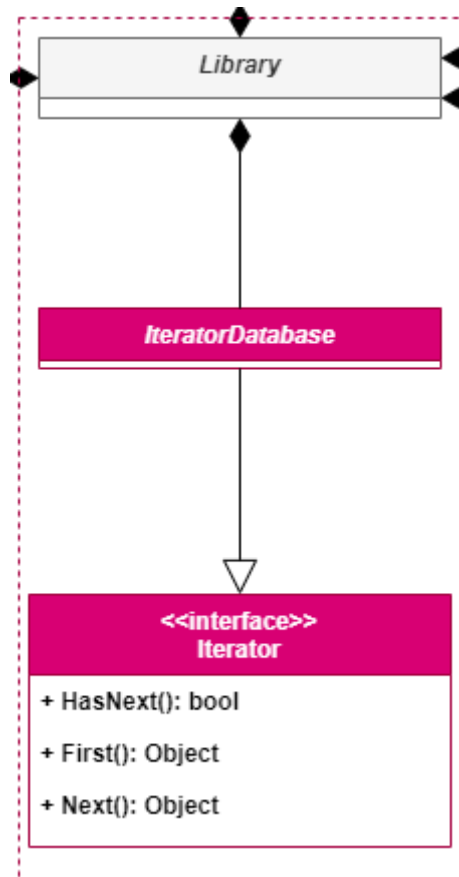 Library
IteratorDatabase
<<interface>>
Iterator
+ HasNext(): bool
+ First(): Object
+ Next(): Object